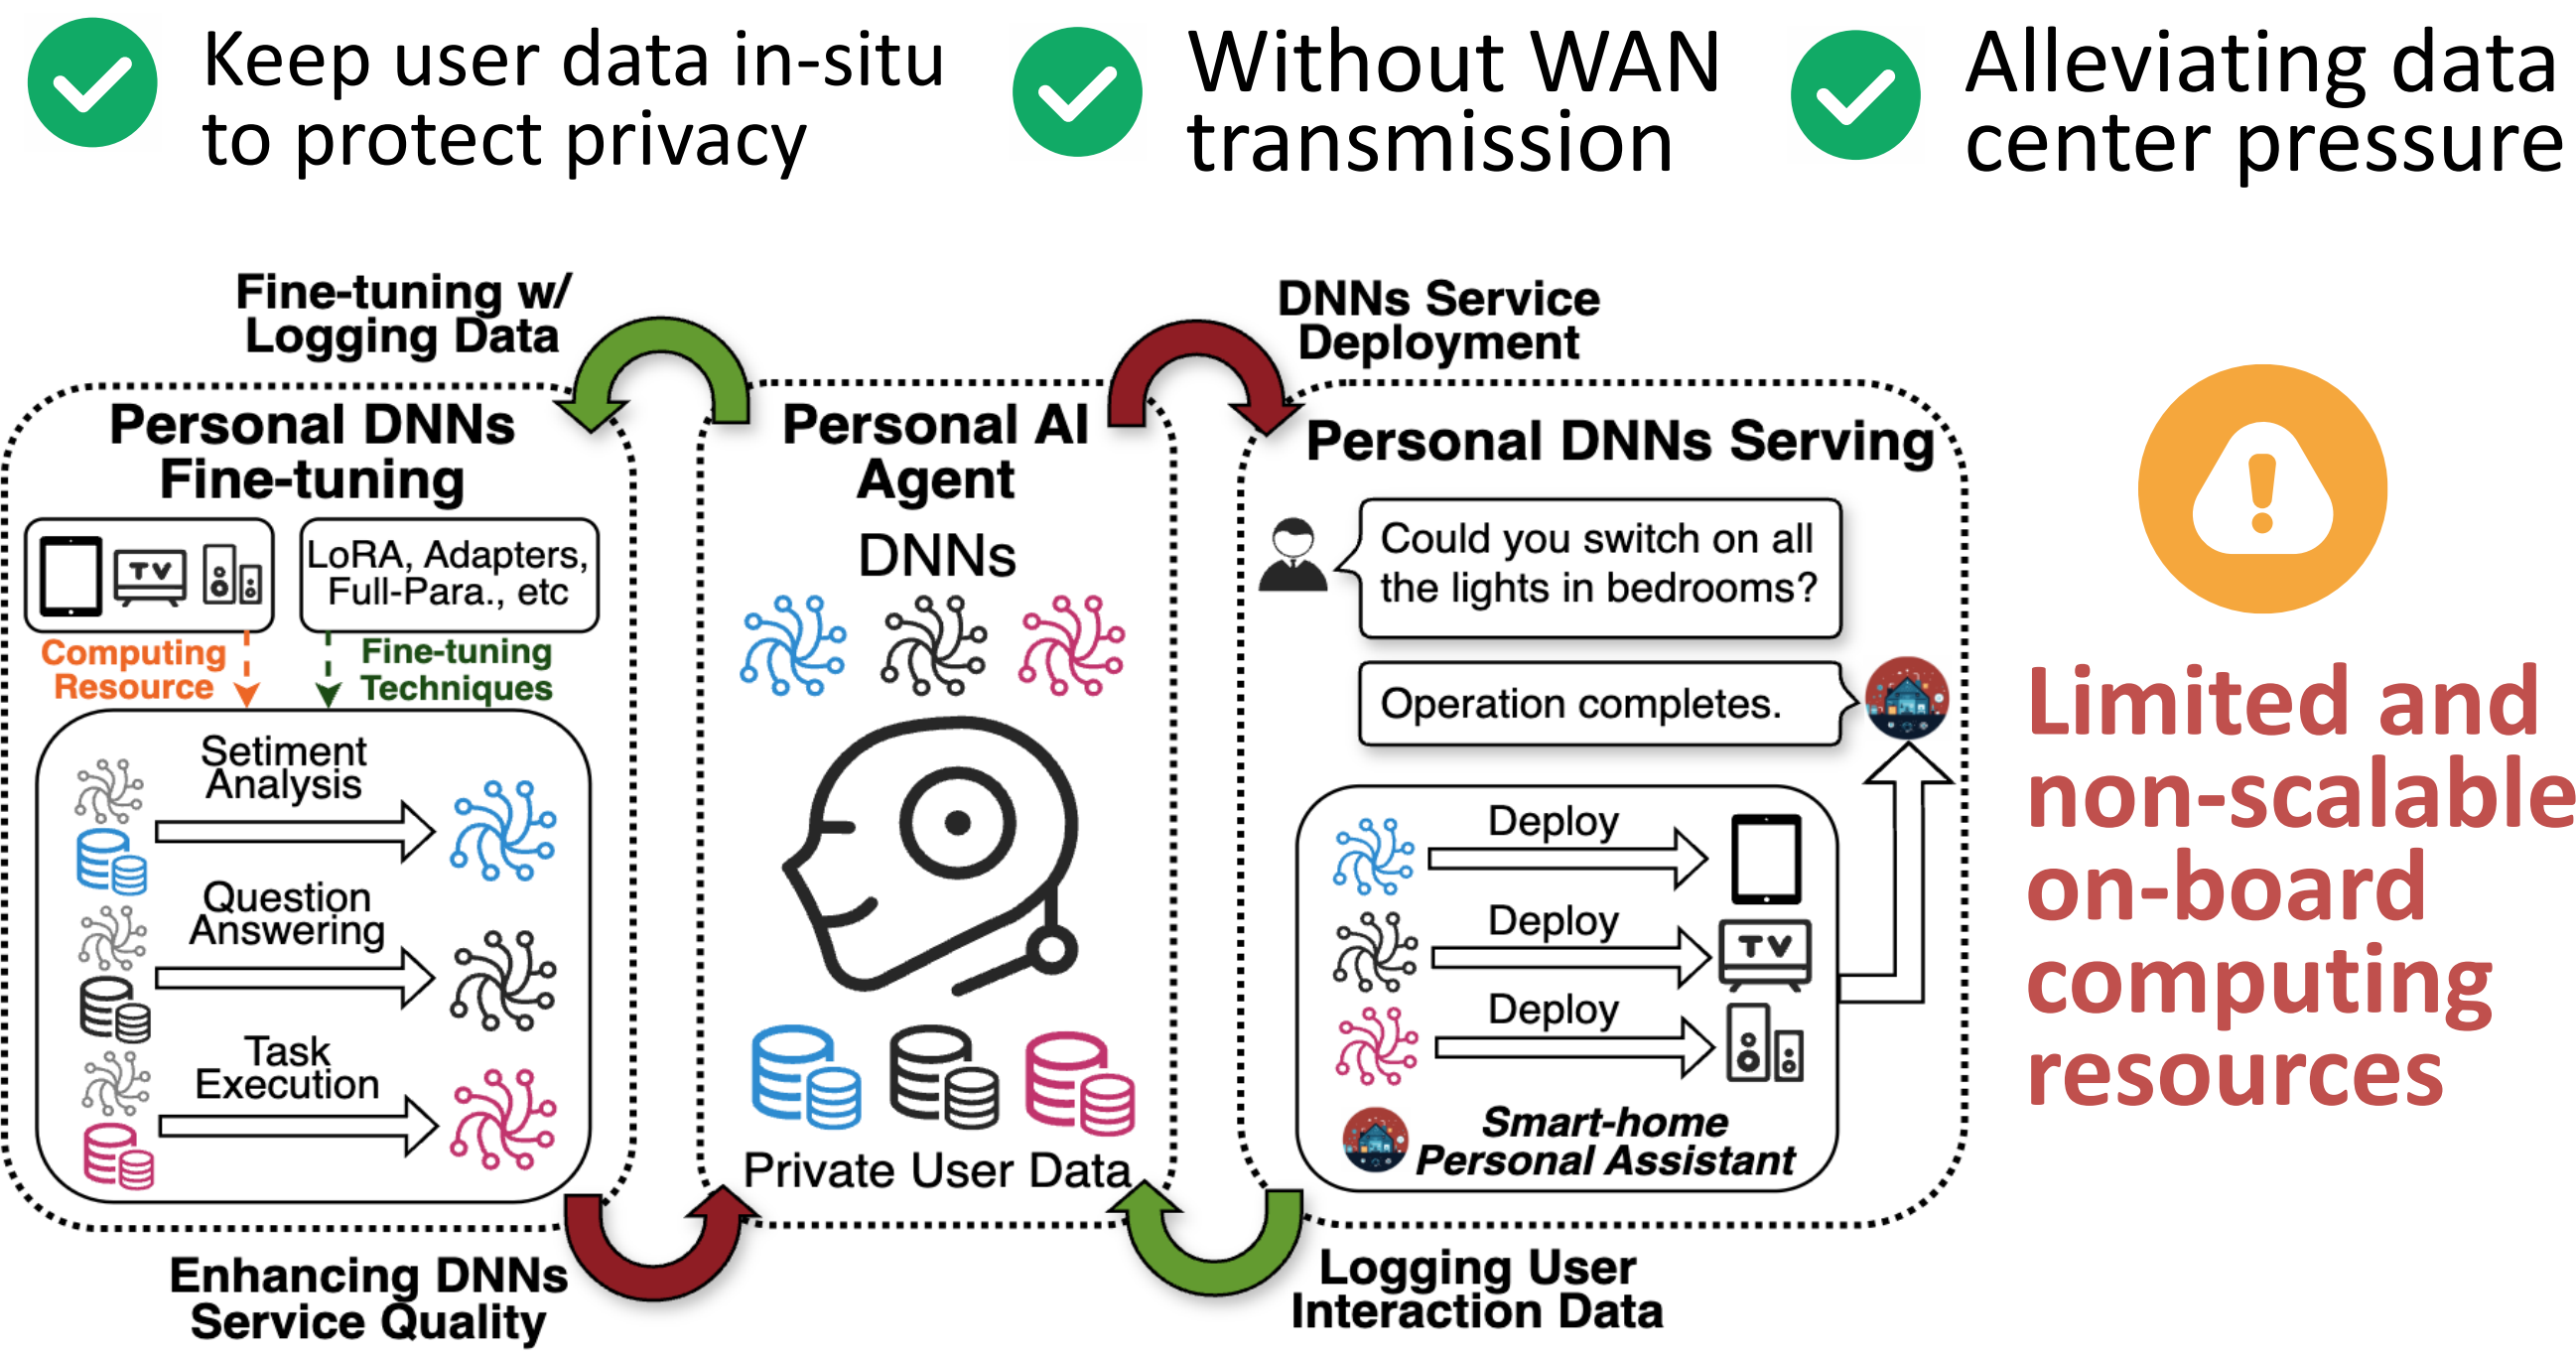 Keep user data in-situ
to protect privacy
Without WAN
transmission
Alleviating data
center pressure
Fine-tuning w/
Logging Data
DNNs Service
Deployment
Personal DNNs
Fine-tuning
TV
LoRA, Adapters,
Full-Para., etc
Computing
Resource
Fine-tuning
Techniques
Setiment
Analysis
Question
Answering
Task
Execution
Enhancing DNNs
Service Quality
Personal AI
Agent
DNNs
Private User Data
Personal DNNs Serving
Could you switch on all
the lights in bedrooms?
Operation completes.
Deploy
Deploy
TV
Deploy
Smart-home
Personal Assistant
Logging User
Interaction Data
Limited and
non-scalable
on-board
computing
resources